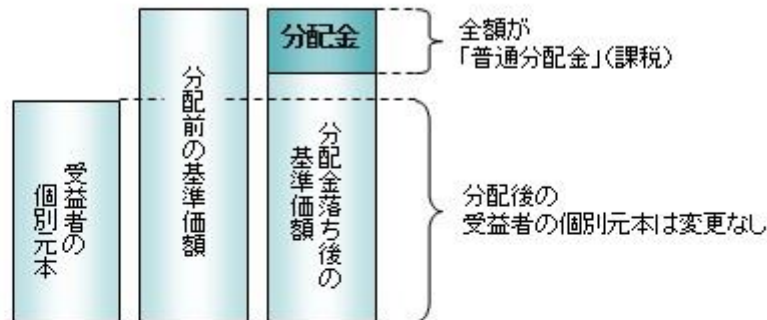 受益者の
個別元本
分配前の基準価額
分配金
分配金落ち後の
基準価額
全額が
「普通分配金」(課税)
分配後の
受益者の個別元本は変更なし